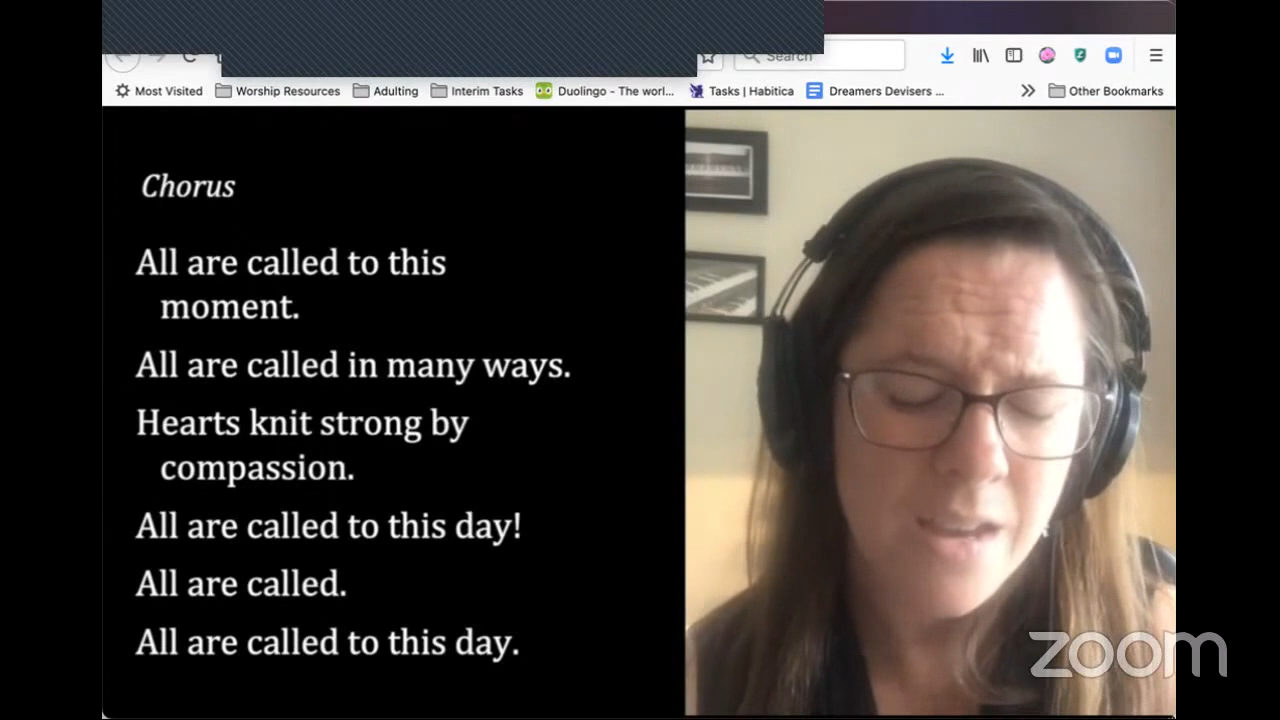 Search
Most Visited Worship Resources Adulting Interim Tasks Duolingo - The worl... Tasks | Habitica Dreamers Devisers ... Other Bookmarks
Chorus
All are called to this
moment.
All are called in many ways.
Hearts knit strong by
compassion.
All are called to this day!
All are called.
All are called to this day.
zoom